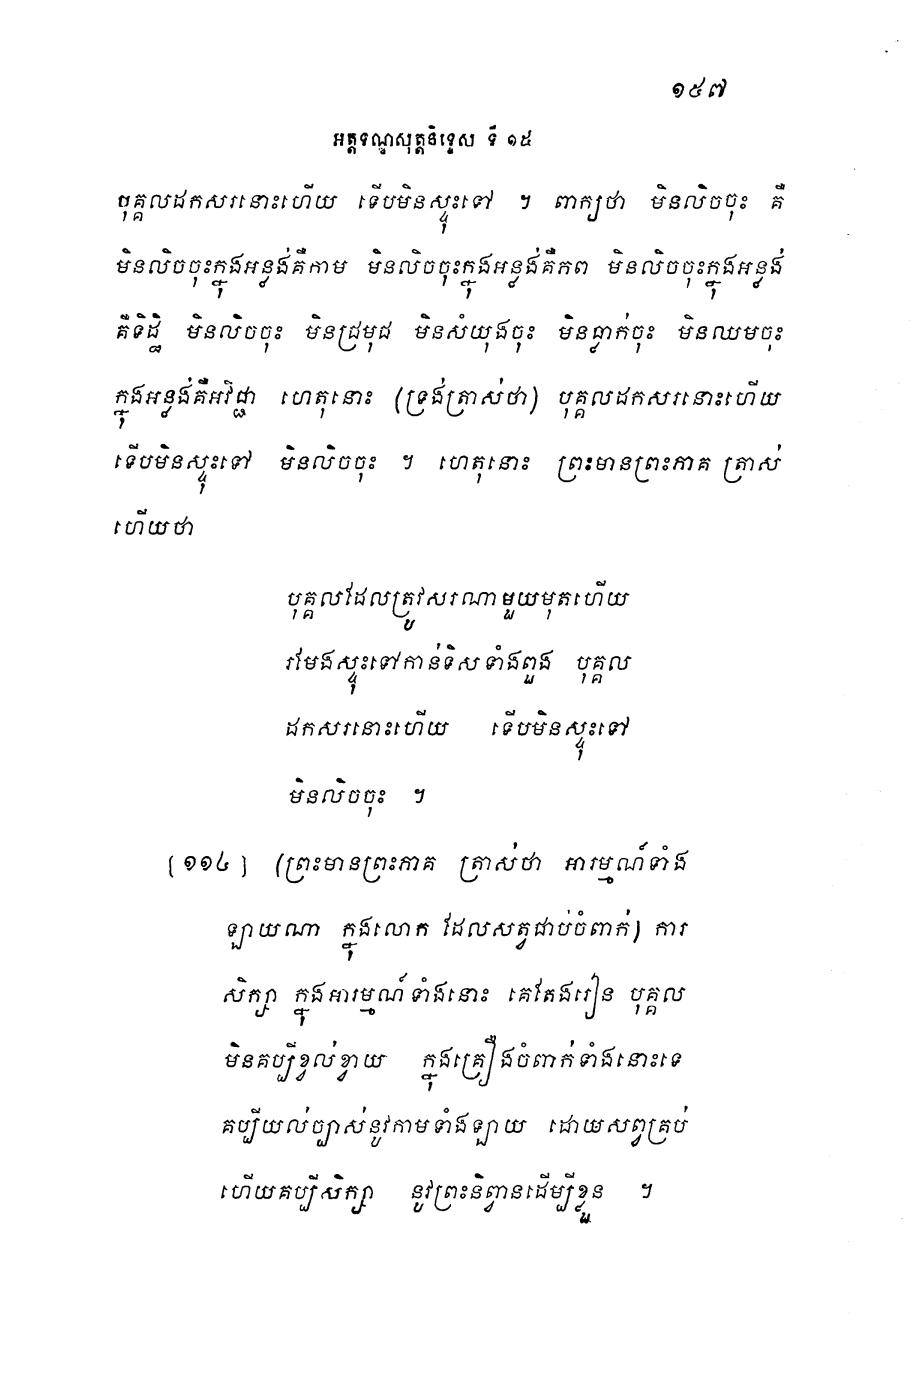 ១៥៧
អត្តទណ្ឌសុត្តនិទ្ទេស ទី ១៥
បុគ្គលដកសរនោះហើយ ទើបមិនស្ទុះទៅ ។ ពាក្យថា មិនលិចចុះ គឺ
មិនលិចចុះក្នុងអន្លង់គឺកាម មិនលិចចុះក្នុងអន្លង់គឺភព មិនលិចចុះក្នុងអន្លង់
គឺទិដ្ឋិ មិនលិចចុះ មិនជ្រមុជ មិនសំយុងចុះ មិនធ្លាក់ចុះ មិនឈមចុះ
ក្នុងអន្លង់គឺអវិជ្ជា ហេតុនោះ (ទ្រង់ត្រាស់ថា) បុគ្គលដកសរនោះហើយ
ទើបមិនស្ទុះទៅ មិនលិចចុះ ។ ហេតុនោះ ព្រះមានព្រះភាគ ត្រាស់
ហើយថា
បុគ្គលដែលត្រូវសរណាមួយមុតហើយ
រមែងស្ទុះទៅកាន់ទិសទាំងពួង បុគ្គល
ដកសរនោះហើយ ទើបមិនស្ទុះទៅ
មិនលិចចុះ ។
[១១៤] (ព្រះមានព្រះភាគ ត្រាស់ថា អារម្មណ៍ទាំង
ឡាយណា ក្នុងលោក ដែលសត្វជាប់ចំពាក់) ការ
សិក្សា ក្នុងអារម្មណ៍ទាំងនោះ គេតែងរៀន បុគ្គល
មិនគប្បីខ្វល់ខ្វាយ ក្នុងគ្រឿងចំពាក់ទាំងនោះទេ
គប្បីយល់ច្បាស់នូវកាមទាំងឡាយ ដោយសព្វគ្រប់
ហើយគប្បីសិក្សា នូវព្រះនិព្វានដើម្បីខ្លួន ។